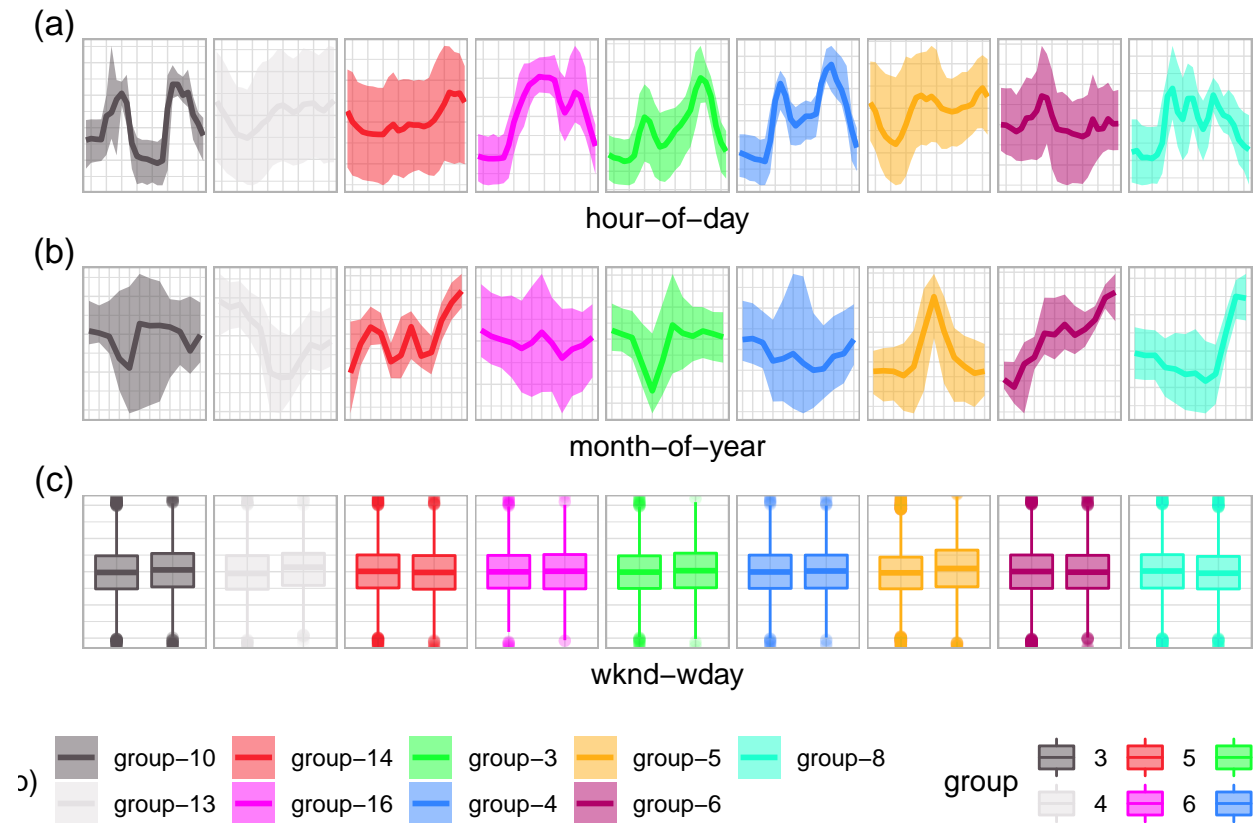 (a)
hour−of−day
(b)
month−of−year
(c)
wknd−wday
group−10 group−14 group−3 group−5 group−8
group−13 group−16 group−4 group−6
group
3 5
4 6